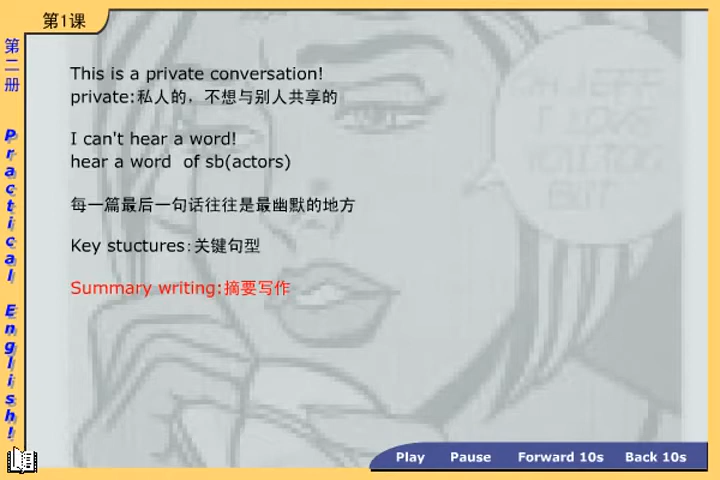 第1课
第二册
Practical English!
This is a private conversation!
private:私人的，不想与别人共享的
I can't hear a word!
hear a word of sb(actors)
每一篇最后一句话往往是最幽默的地方
Key stuctures:关键句型
Summary writing:摘要写作
Play Pause Forward 10s Back 10s